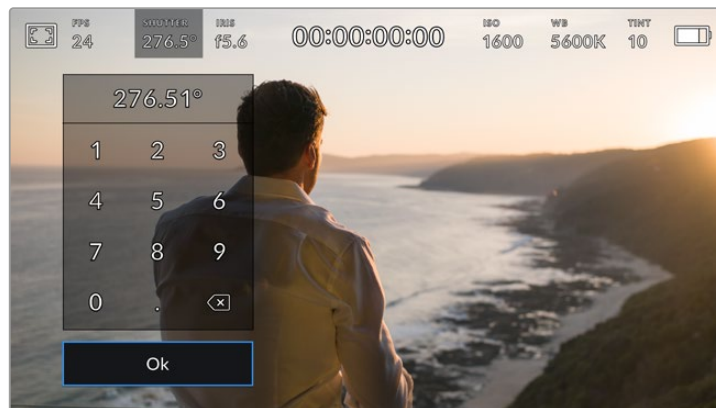 FPS SHUTTER IRIS ISO WB TINT
24 276.5° f5.6 00:00:00:00 1600 5600K 10
276.51°
1 2 3
4 5 6
7 8 9
0 .
Ok